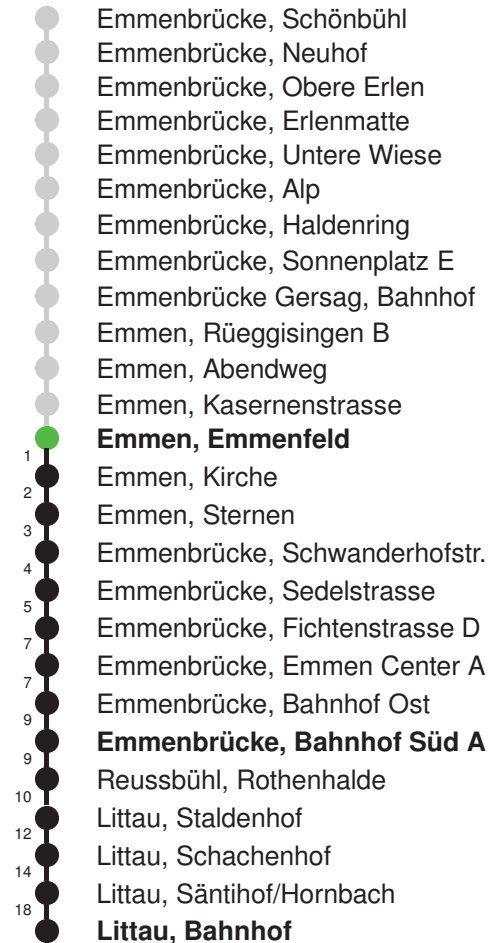 Emmenbrücke, Schönbühl
Emmenbrücke, Neuhof
Emmenbrücke, Obere Erlen
Emmenbrücke, Erlenmatte
Emmenbrücke, Untere Wiese
Emmenbrücke, Alp
Emmenbrücke, Haldenring
Emmenbrücke, Sonnenplatz E
Emmenbrücke Gersag, Bahnhof
Emmen, Rüeggisingen B
Emmen, Abendweg
Emmen, Kasernenstrasse
Emmen, Emmenfeld
1
Emmen, Kirche
2
Emmen, Sternen
3
Emmenbrücke, Schwanderhofstr.
4
Emmenbrücke, Sedelstrasse
5
Emmenbrücke, Fichtenstrasse D
7
Emmenbrücke, Emmen Center A
7
Emmenbrücke, Bahnhof Ost
9
Emmenbrücke, Bahnhof Süd A
9
Reussbühl, Rothenhalde
10
Littau, Staldenhof
12
Littau, Schachenhof
14
Littau, Säntihof/Hornbach
18
Littau, Bahnhof